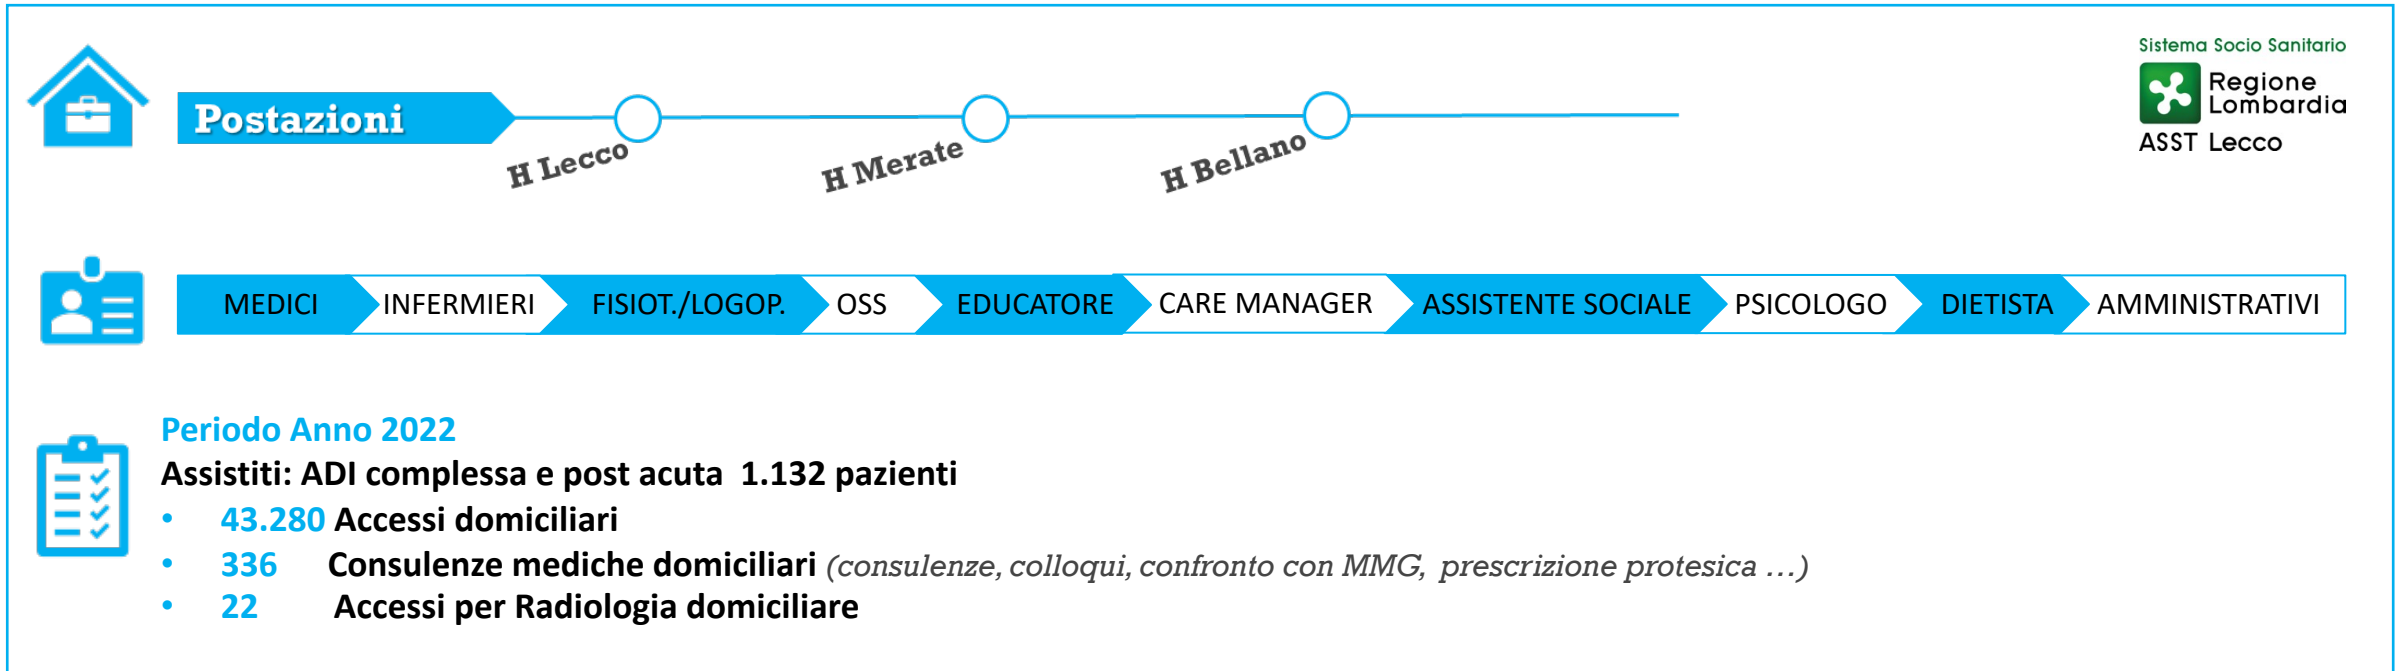 Sistema Socio Sanitario
Regione
Lombardia
ASST Lecco
Postazioni
H Lecco
H Merate
H Bellano
MEDICI INFERMIERI FISIOT./LOGOP. OSS EDUCATORE CARE MANAGER ASSISTENTE SOCIALE PSICOLOGO DIETISTA AMMINISTRATIVI
Periodo Anno 2022
Assistiti: ADI complessa e post acuta 1.132 pazienti
• 43.280 Accessi domiciliari
• 336 Consulenze mediche domiciliari (consulenze, colloqui, confronto con MMG, prescrizione protesica ...)
• 22 Accessi per Radiologia domiciliare